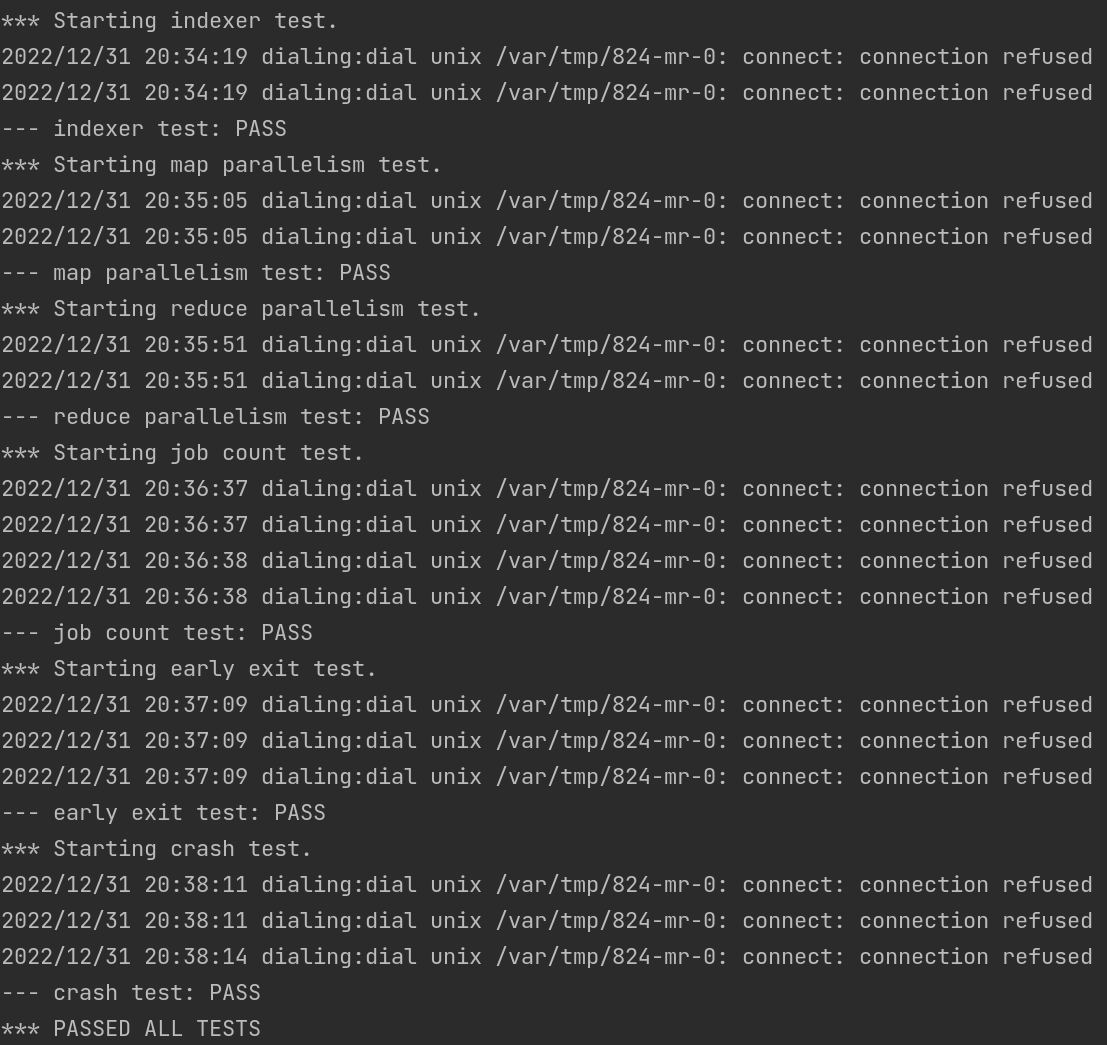 *** Starting indexer test.
2022/12/31 20:34:19 dialing:dial unix /var/tmp/824-mr-0: connect: connection refused
2022/12/31 20:34:19 dialing:dial unix /var/tmp/824-mr-0: connect: connection refused
--- indexer test: PASS
*** Starting map parallelism test.
2022/12/31 20:35:05 dialing:dial unix /var/tmp/824-mr-0: connect: connection refused
2022/12/31 20:35:05 dialing:dial unix /var/tmp/824-mr-0: connect: connection refused
--- map parallelism test: PASS
*** Starting reduce parallelism test.
2022/12/31 20:35:51 dialing:dial unix /var/tmp/824-mr-0: connect: connection refused
2022/12/31 20:35:51 dialing:dial unix /var/tmp/824-mr-0: connect: connection refused
--- reduce parallelism test: PASS
*** Starting job count test.
2022/12/31 20:36:37 dialing:dial unix /var/tmp/824-mr-0: connect: connection refused
2022/12/31 20:36:37 dialing:dial unix /var/tmp/824-mr-0: connect: connection refused
2022/12/31 20:36:38 dialing:dial unix /var/tmp/824-mr-0: connect: connection refused
2022/12/31 20:36:38 dialing:dial unix /var/tmp/824-mr-0: connect: connection refused
--- job count test: PASS
*** Starting early exit test.
2022/12/31 20:37:09 dialing:dial unix /var/tmp/824-mr-0: connect: connection refused
2022/12/31 20:37:09 dialing:dial unix /var/tmp/824-mr-0: connect: connection refused
2022/12/31 20:37:09 dialing:dial unix /var/tmp/824-mr-0: connect: connection refused
--- early exit test: PASS
*** Starting crash test.
2022/12/31 20:38:11 dialing:dial unix /var/tmp/824-mr-0: connect: connection refused
2022/12/31 20:38:11 dialing:dial unix /var/tmp/824-mr-0: connect: connection refused
2022/12/31 20:38:14 dialing:dial unix /var/tmp/824-mr-0: connect: connection refused
--- crash test: PASS
*** PASSED ALL TESTS